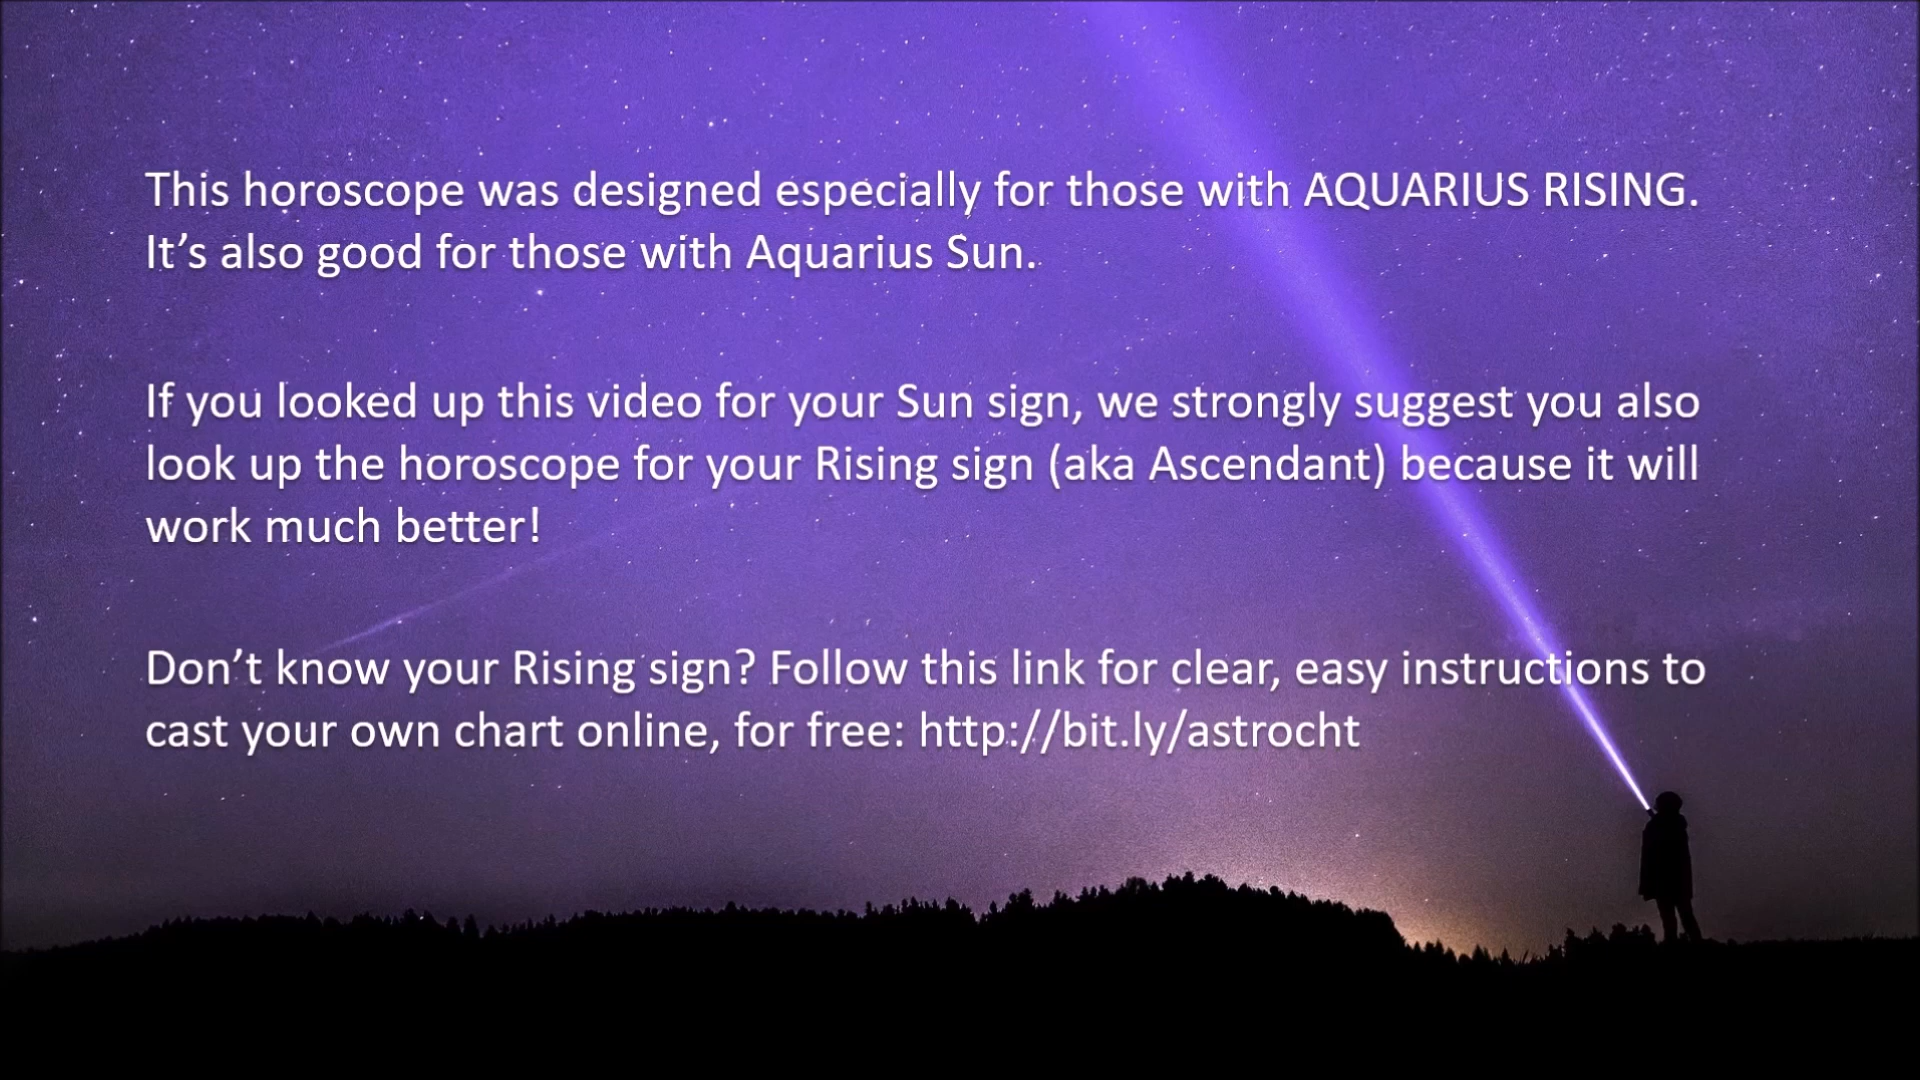 This horoscope was designed especially for those with AQUARIUS RISING.
It’s also good for those with Aquarius Sun.
If you looked up this video for your Sun sign, we strongly suggest you also
look up the horoscope for your Rising sign (aka Ascendant) because it will
work much better!
Don’t know your Rising sign? Follow this link for clear, easy instructions to
cast your own chart online, for free: http://bit.ly/astrocht